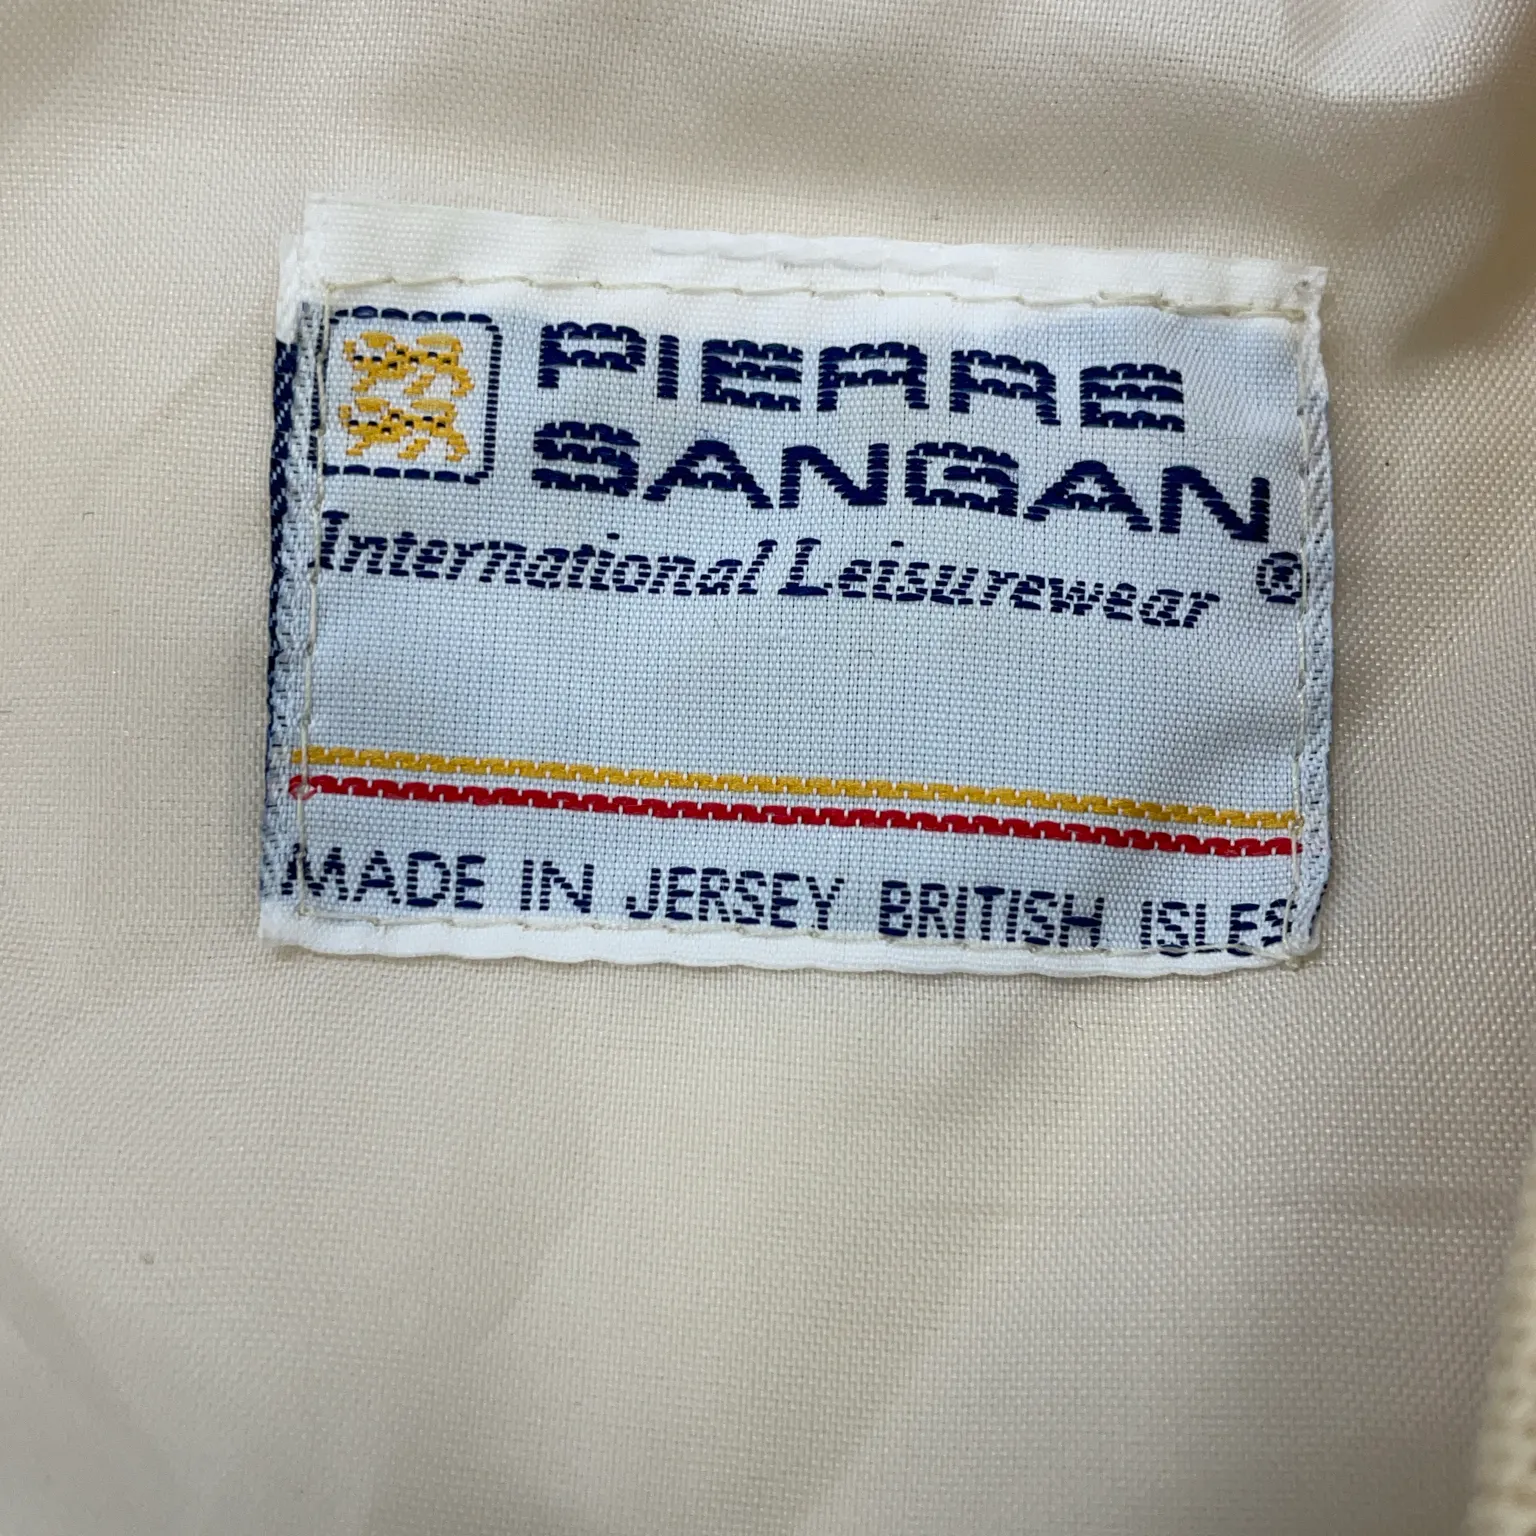 PIERRE
SANGAN
International Leisurewear ®
MADE IN JERSEY BRITISH ISLES